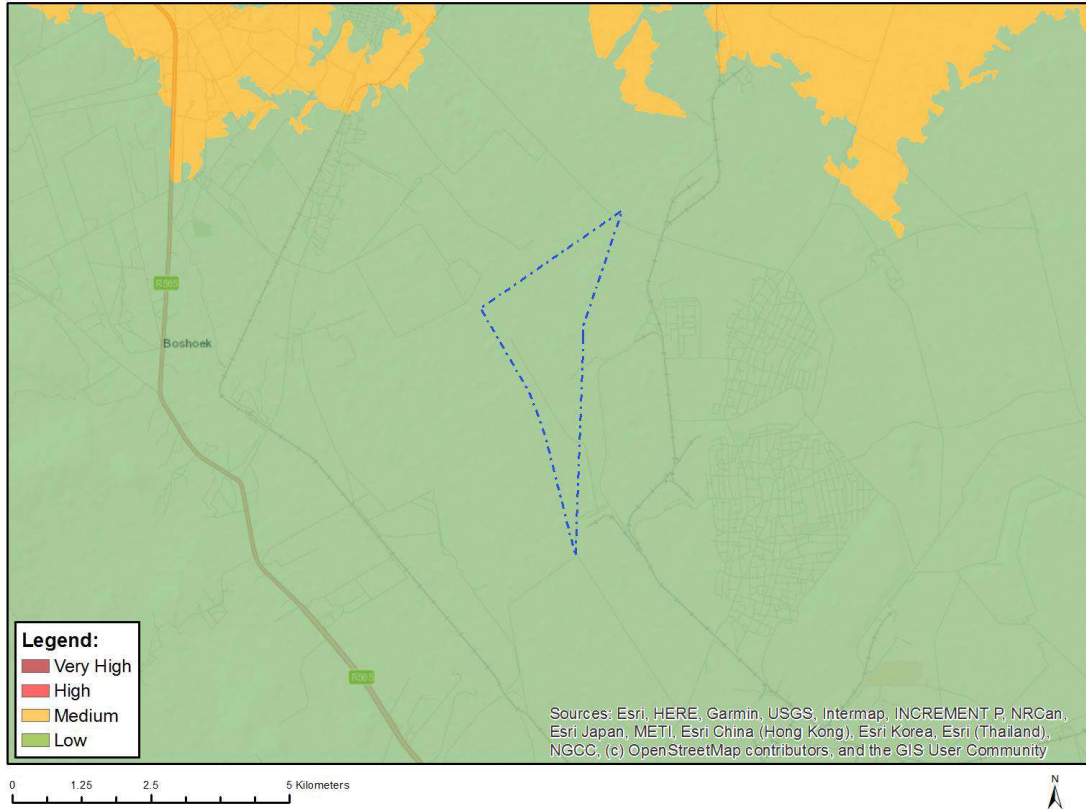 R565
Boshoek
R565
Legend:
Very High
High
Medium
Low
Sources: Esri, HERE, Garmin, USGS, Intermap, INCREMENT P, NRCan,
Esri Japan, METI, Esri China (Hong Kong), Esri Korea, Esri (Thailand),
NGCC, (c) OpenStreetMap contributors, and the GIS User Community
0 1.25 2.5 5 Kilometers
N